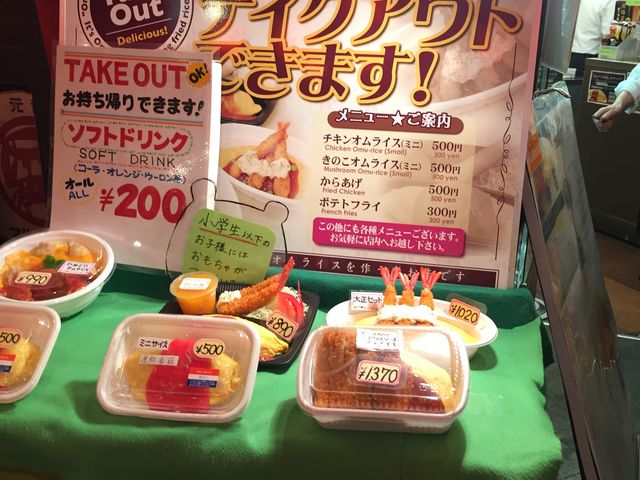 Out
Delicious!
テイクアウト
できます!
TAKE OUT OK!
お持ち帰りできます!
ソフトドリンク
SOFT DRINK
(コーラ・オレンジ・ウーロン茶)
オール
ALL
¥200
メニュー★ご案内
チキンオムライス(ミニ) 500円
Chicken Omu-rice (Small) 500 yen
きのこオムライス(ミニ) 500円
Mushroom Omu-rice (Small) 500 yen
からあげ 450円
Fried Chicken 450 yen
ポテトフライ 300円
French Fries 300 yen
この他にも各種メニューございます。
お気軽に店内へお越し下さい。
小学生以下の
お子様には
おもちゃが
¥990
大正セット
¥1020
¥800
500
ミニサイズ
¥500
¥1370